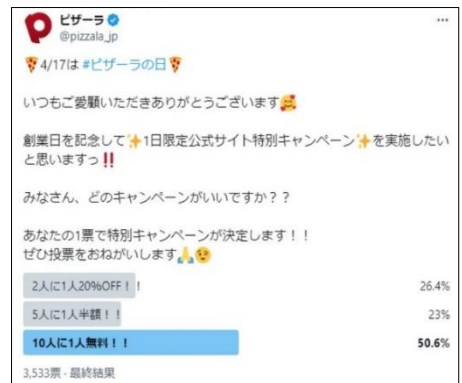 ピザーラ
@pizzala_jp
🍕4/17は #ピザーラの日🍕
いつもご愛顧いただきありがとうございます🥰
創業日を記念して✨1日限定公式サイト特別キャンペーン✨を実施したい
と思いますっ‼
みなさん、どのキャンペーンがいいですか？？
あなたの1票で特別キャンペーンが決定します！！
ぜひ投票をおねがいします🙏😉
2人に1人20%OFF！！ 26.4%
5人に1人半額！！ 23%
10人に1人無料！！ 50.6%
3,533票・最終結果